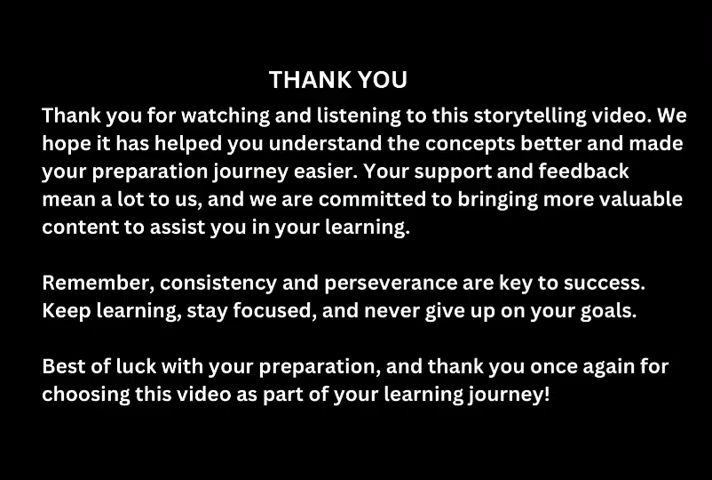 THANK YOU
Thank you for watching and listening to this storytelling video. We
hope it has helped you understand the concepts better and made
your preparation journey easier. Your support and feedback
mean a lot to us, and we are committed to bringing more valuable
content to assist you in your learning.
Remember, consistency and perseverance are key to success.
Keep learning, stay focused, and never give up on your goals.
Best of luck with your preparation, and thank you once again for
choosing this video as part of your learning journey!